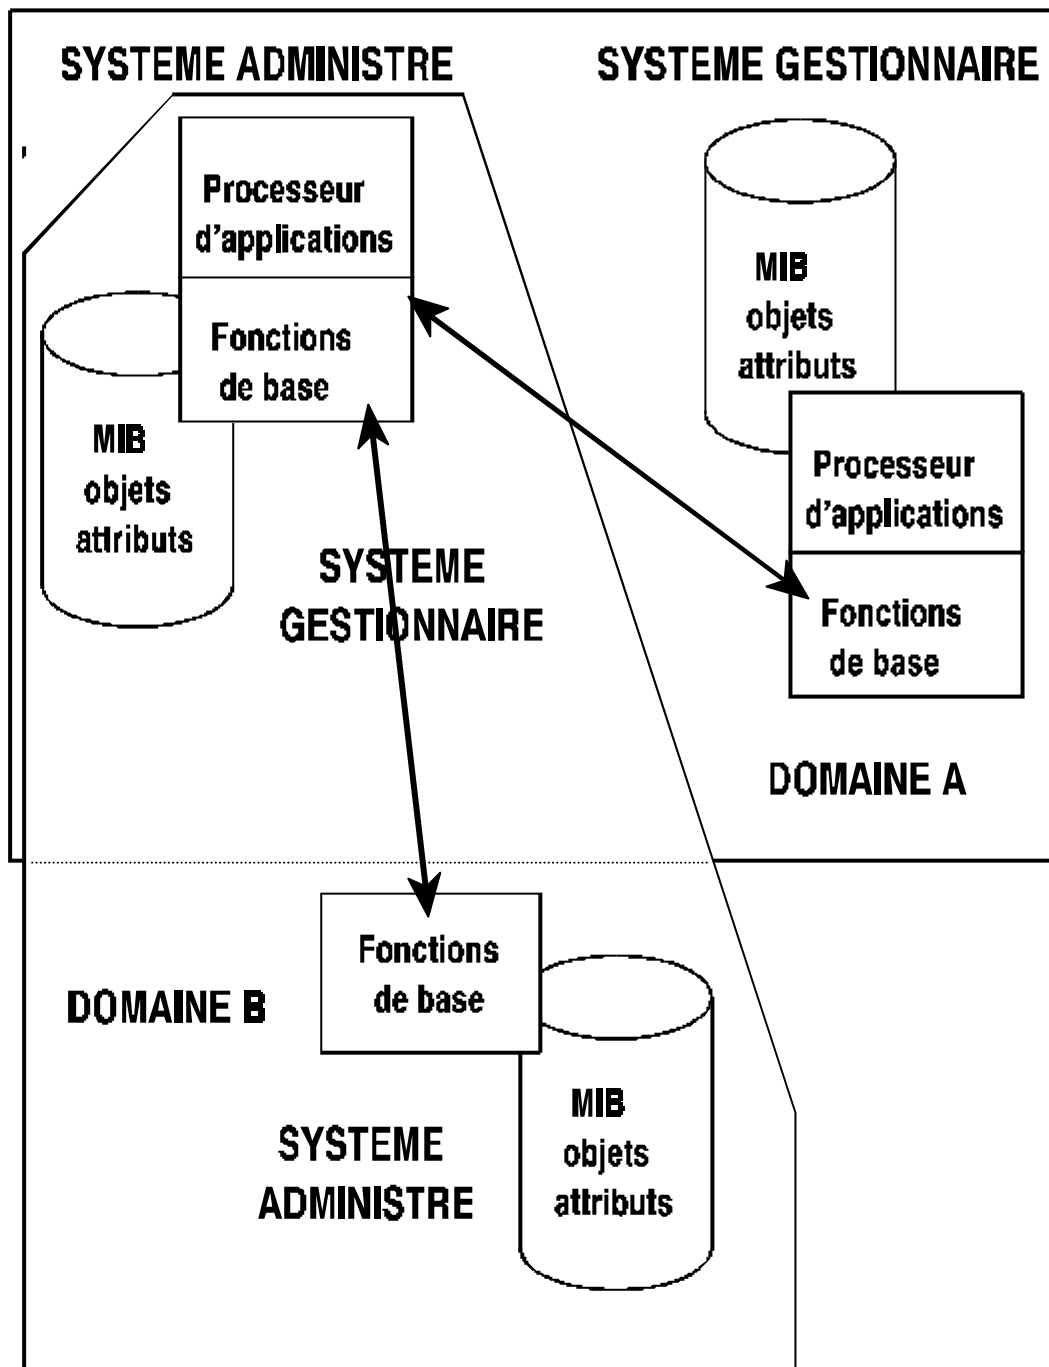 SYSTEME ADMINISTRE
SYSTEME GESTIONNAIRE
Processeur
d'applications
Fonctions
de base
MIB
objets
attributs
MIB
objets
attributs
Processeur
d'applications
Fonctions
de base
SYSTEME
GESTIONNAIRE
DOMAINE A
Fonctions
de base
DOMAINE B
MIB
objets
attributs
SYSTEME
ADMINISTRE